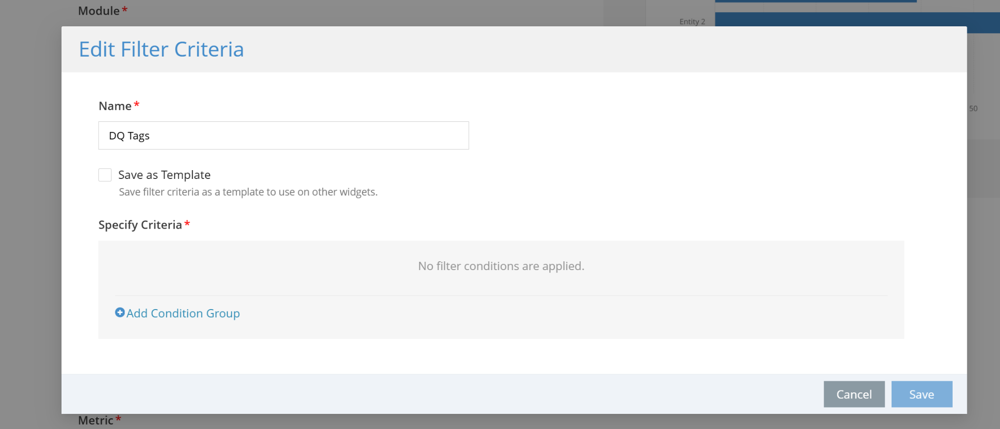 Module*
Entity 2
Edit Filter Criteria
50
Name*
DQ Tags
Save as Template
Save filter criteria as a template to use on other widgets.
Specify Criteria*
No filter conditions are applied.
Add Condition Group
Cancel
Save
Metric*